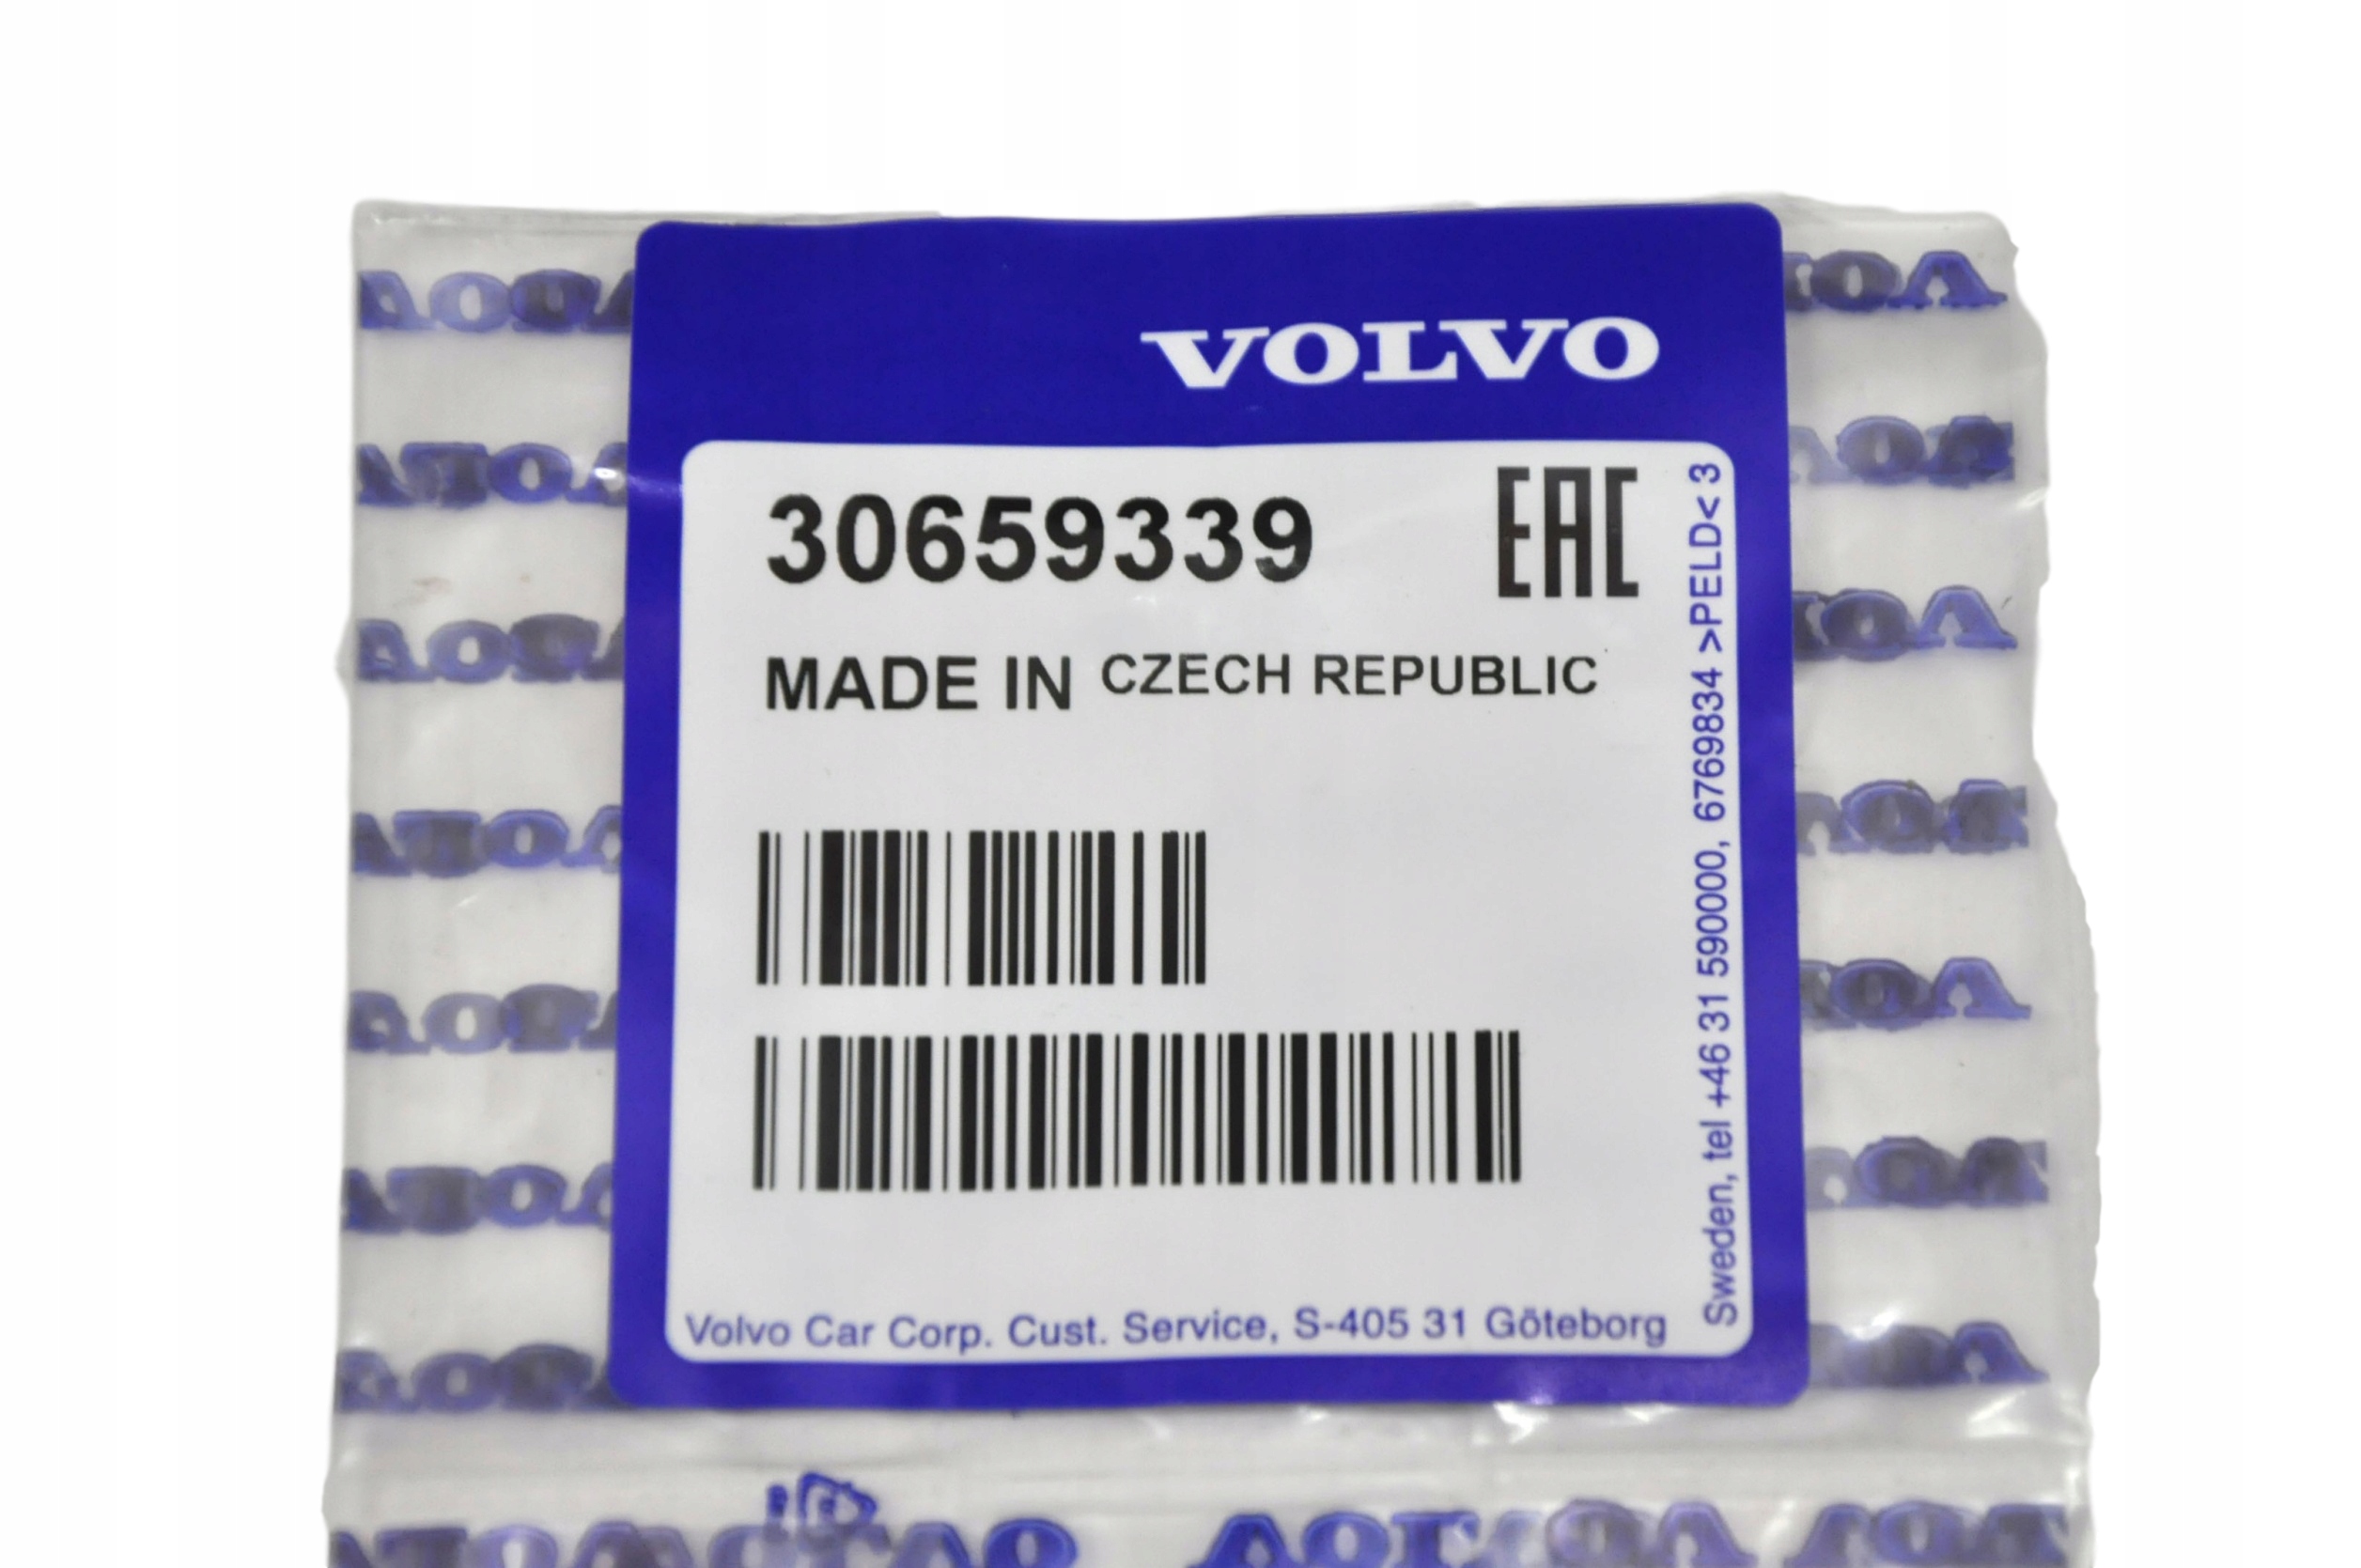 VOLVO
30659339
EAC
MADE IN CZECH REPUBLIC
Volvo Car Corp. Cust. Service, S-405 31 Göteborg
Sweden, tel +46 31 590000, 6769834 >PELD< 3